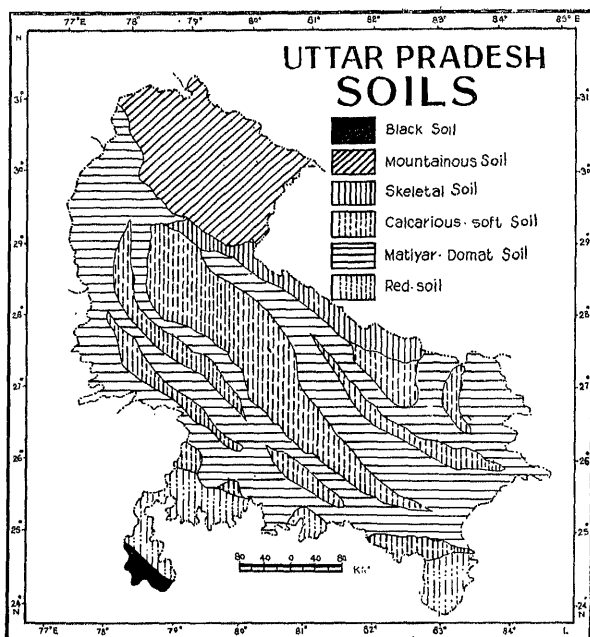 77°E 78° 79° 80° 81° 82° 83° 84° 85° E
UTTAR PRADESH
SOILS
Black Soil
Mountainous Soil
Skeletal Soil
Calcarious-soft Soil
Matiyar-Domat Soil
Red-soil
N
31°
30°
29°
28°
27°
26°
25°
24°
N
N
31°
30°
29°
28°
27°
26
25°
24°
N
80 40 0 40 80
77°E 78° 79° 80° 81° 82° 83° 84° L.